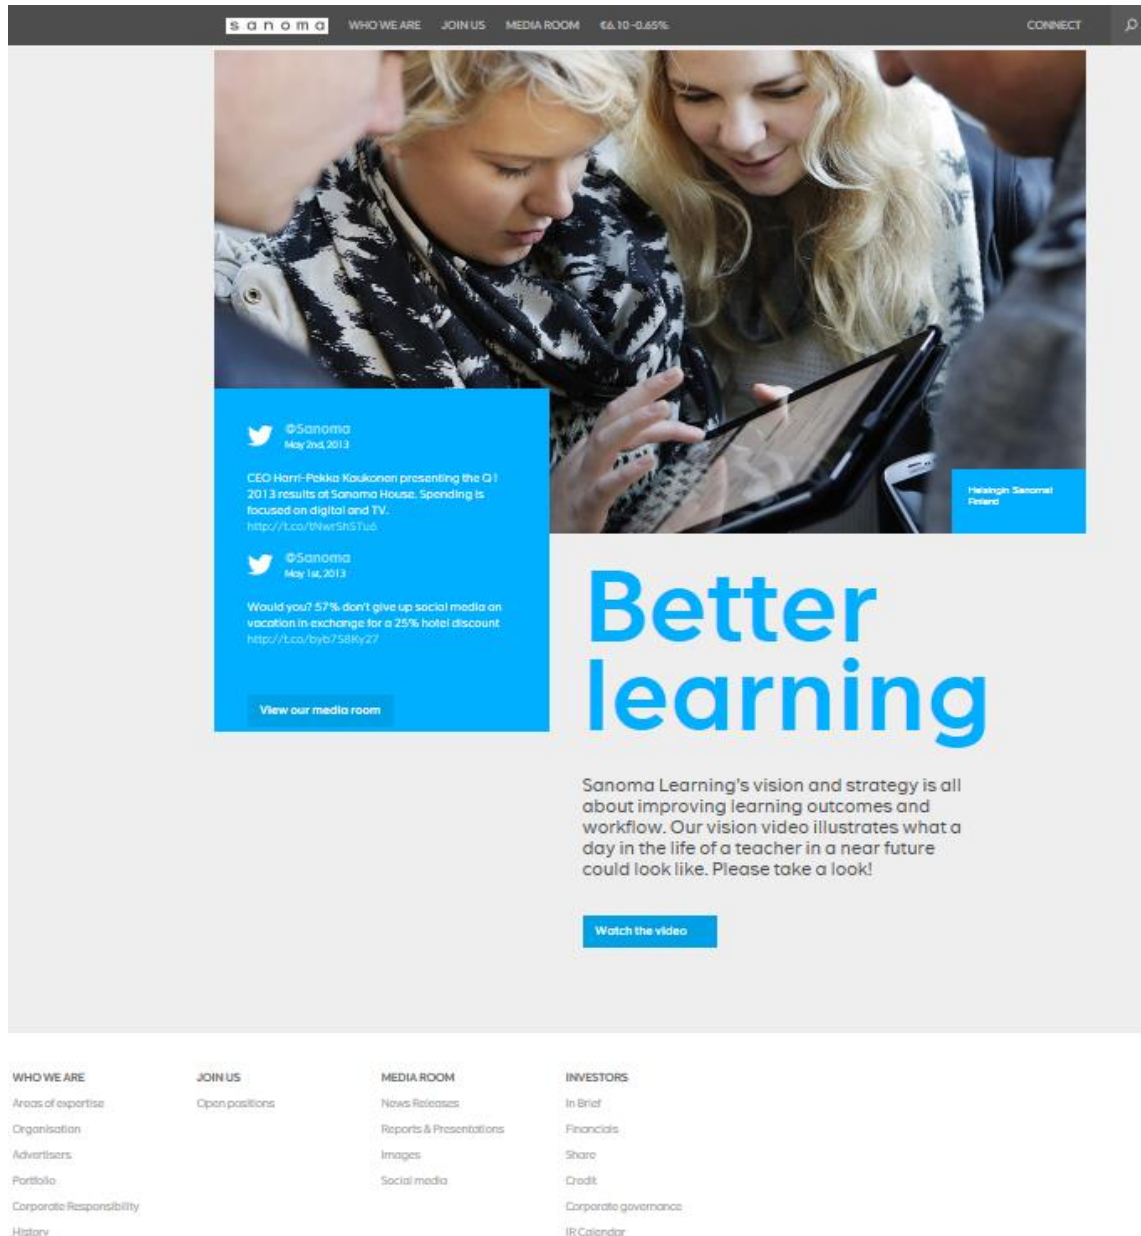 sanoma WHO WE ARE JOIN US MEDIA ROOM €6.10 -0.65% CONNECT
@Sanoma
May 2nd, 2013
CEO Harri-Pekka Kaukonen presenting the Q1
2013 results at Sanoma House. Spending is
focused on digital and TV.
http://t.co/tNwrShSTu6
@Sanoma
May 1st, 2013
Would you? 57% don't give up social media on
vacation in exchange for a 25% hotel discount
http://t.co/byb7S8Ky27
View our media room
Helsingin Sanomat
Finland
Better
learning
Sanoma Learning's vision and strategy is all
about improving learning outcomes and
workflow. Our vision video illustrates what a
day in the life of a teacher in a near future
could look like. Please take a look!
Watch the video
WHO WE ARE
Areas of expertise
Organisation
Advertisers
Portfolio
Corporate Responsibility
History
JOIN US
Open positions
MEDIA ROOM
News Releases
Reports & Presentations
Images
Social media
INVESTORS
In Brief
Financials
Share
Credit
Corporate governance
IR Calendar